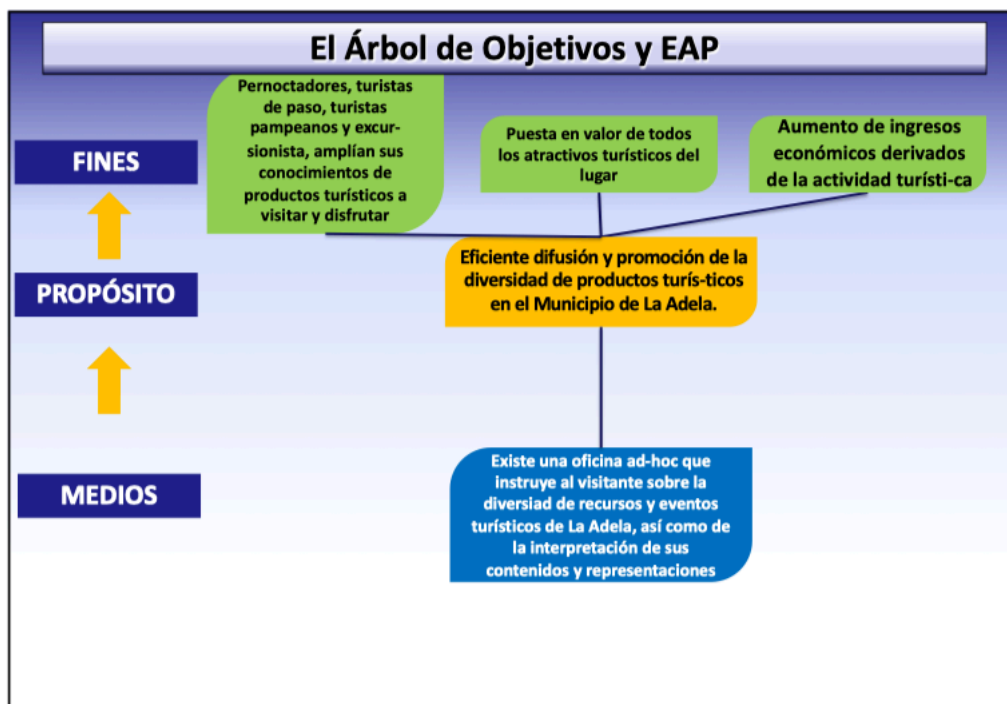 El Árbol de Objetivos y EAP
Pernoctadores, turistas
de paso, turistas
pampeanos y excur-
sionista, amplían sus
conocimientos de
productos turísticos a
visitar y disfrutar
Puesta en valor de todos
los atractivos turísticos del
lugar
Aumento de ingresos
económicos derivados
de la actividad turísti-ca
FINES
Eficiente difusión y promoción de la
diversidad de productos turís-ticos
en el Municipio de La Adela.
PROPÓSITO
Existe una oficina ad-hoc que
instruye al visitante sobre la
diversiad de recursos y eventos
turísticos de La Adela, así como de
la interpretación de sus
contenidos y representaciones
MEDIOS